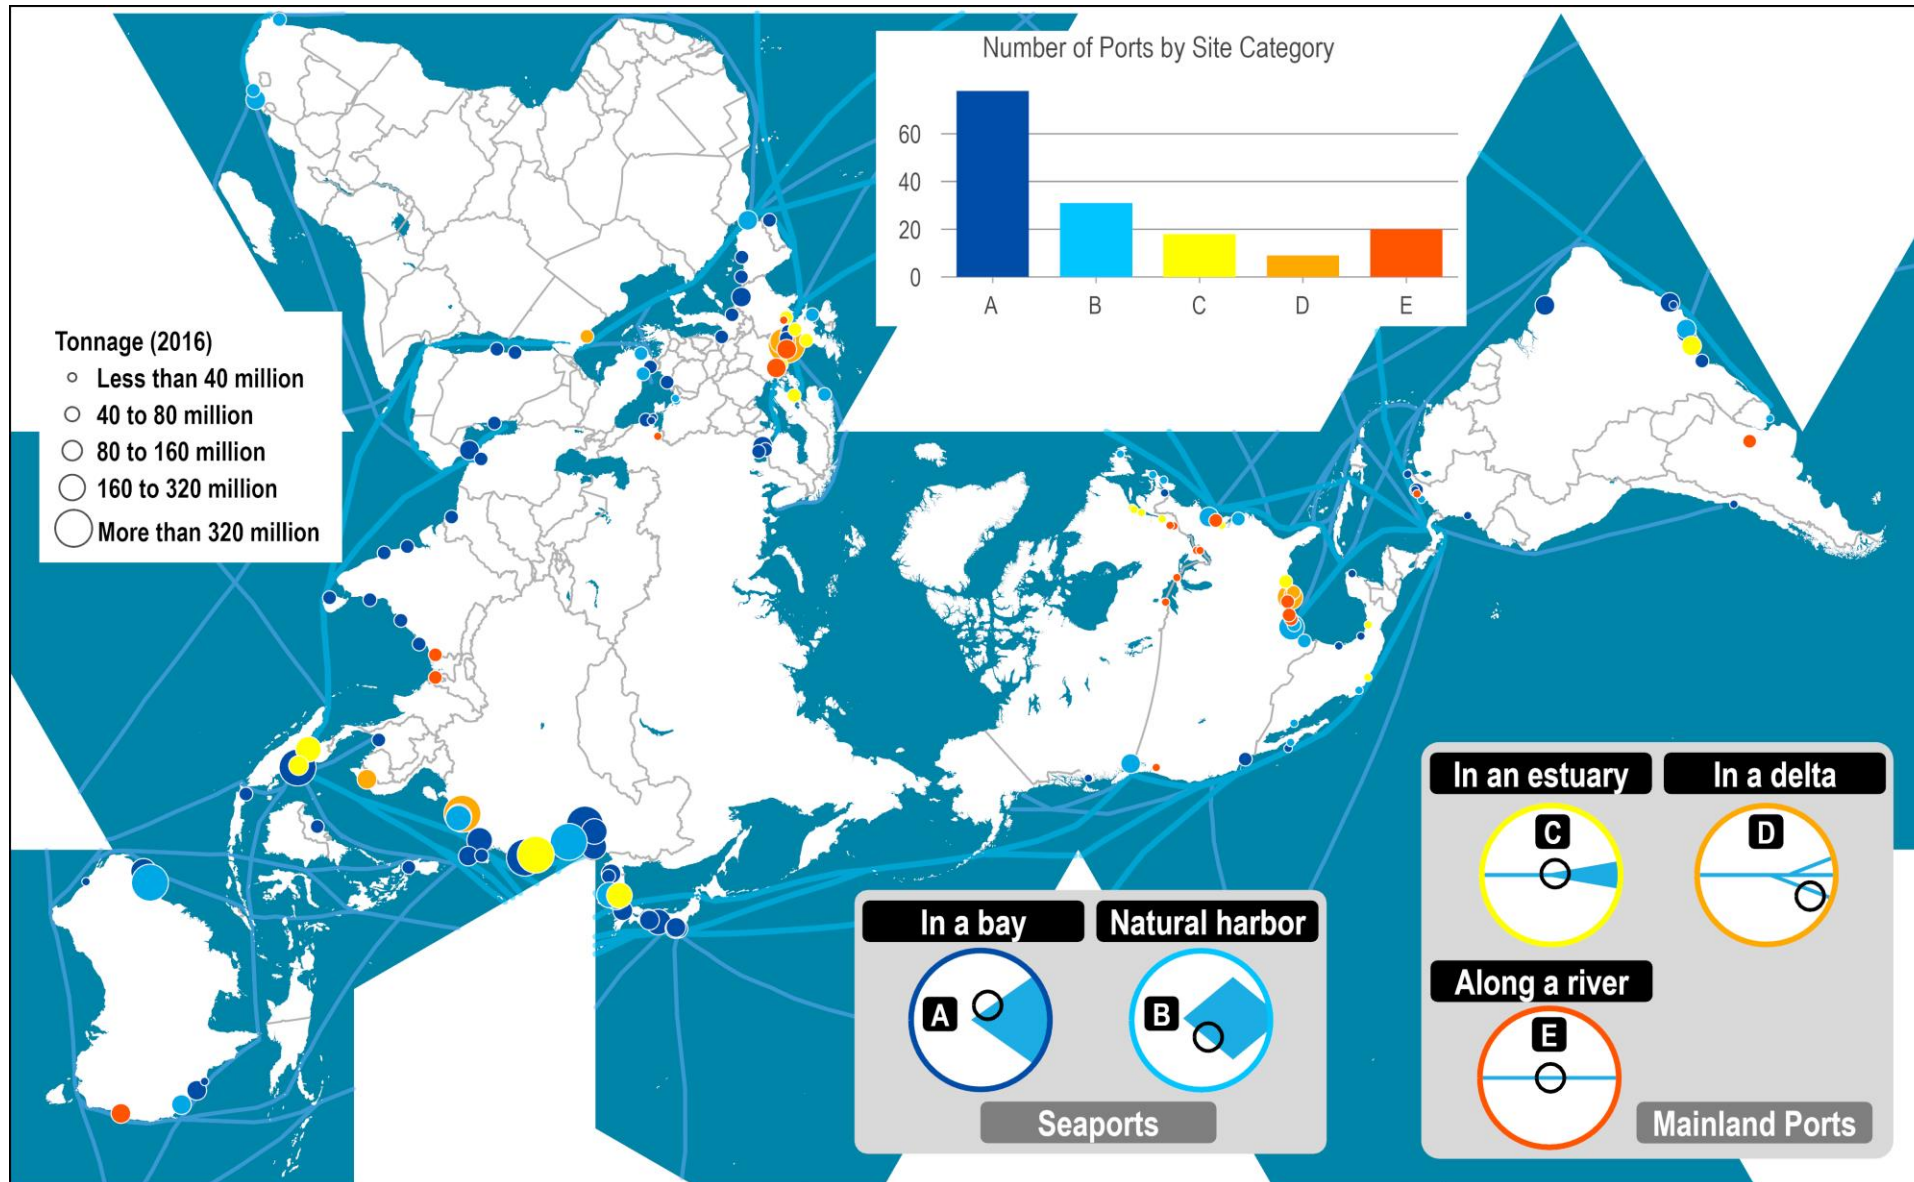 Number of Ports by Site Category
60
40
20
0
A
B
C
D
E
Tonnage (2016)
Less than 40 million
40 to 80 million
80 to 160 million
160 to 320 million
More than 320 million
In a bay
Natural harbor
A
B
Seaports
In an estuary
In a delta
C
D
Along a river
E
Mainland Ports